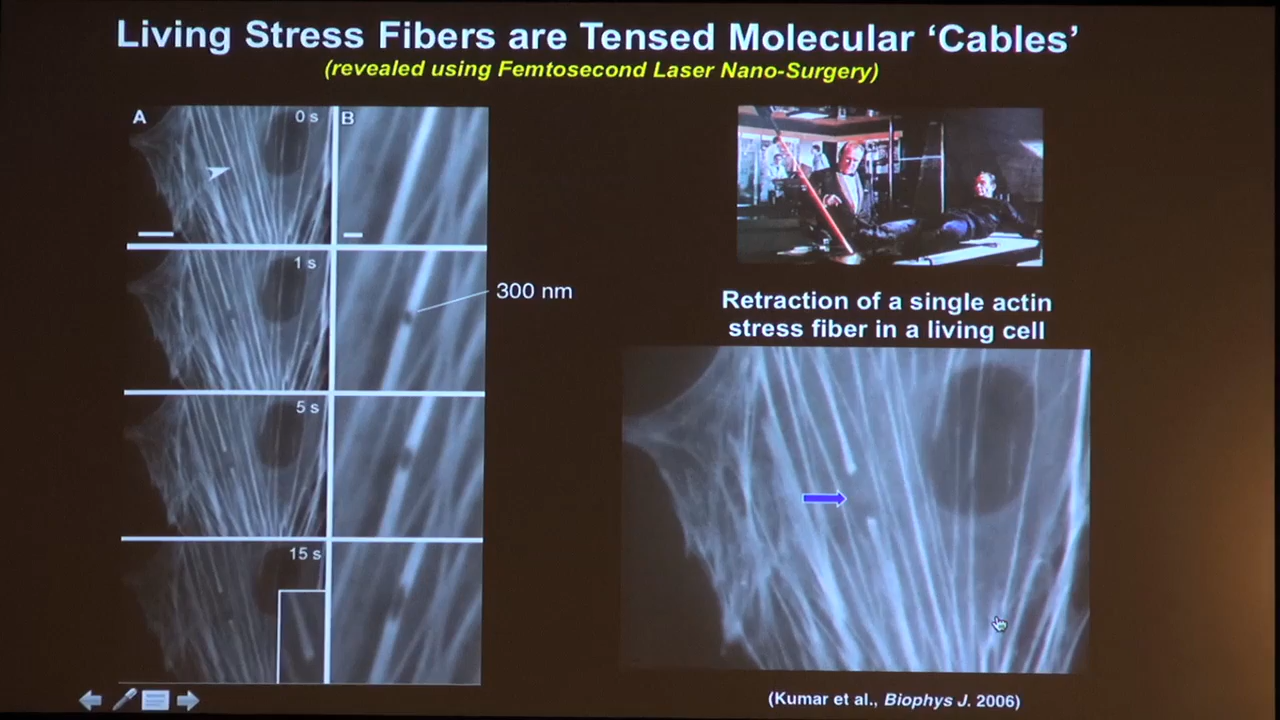 Living Stress Fibers are Tensed Molecular ‘Cables’
(revealed using Femtosecond Laser Nano-Surgery)
A
0 s
B
1 s
300 nm
5 s
15 s
Retraction of a single actin
stress fiber in a living cell
(Kumar et al., Biophys J. 2006)